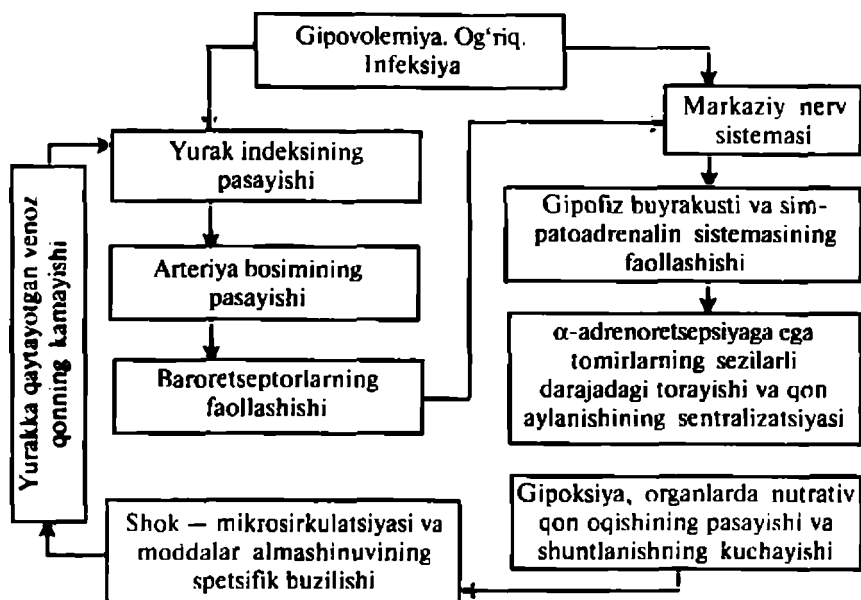 Gipovolemiya. Og‘riq.
Infeksiya
Markaziy nerv
sistemasi
Yurak indeksining
pasayishi
Gipofiz buyrakusti va sim-
patoadrenalin sistemasining
faollashishi
Arteriya bosimining
pasayishi
α-adrenoretsepsiyaga ega
tomirlarning sezilarli
darajadagi torayishi va qon
aylanishining sentralizatsiyasi
Baroretseptorlarning
faollashishi
Yurakka qaytayotgan venoz
qonning kamayishi
Gipoksiya, organlarda nutrativ
qon oqishining pasayishi va
shuntlanishning kuchayishi
Shok — mikrosirkulatsiyasi va
moddalar almashinuvining
spetsifik buzilishi